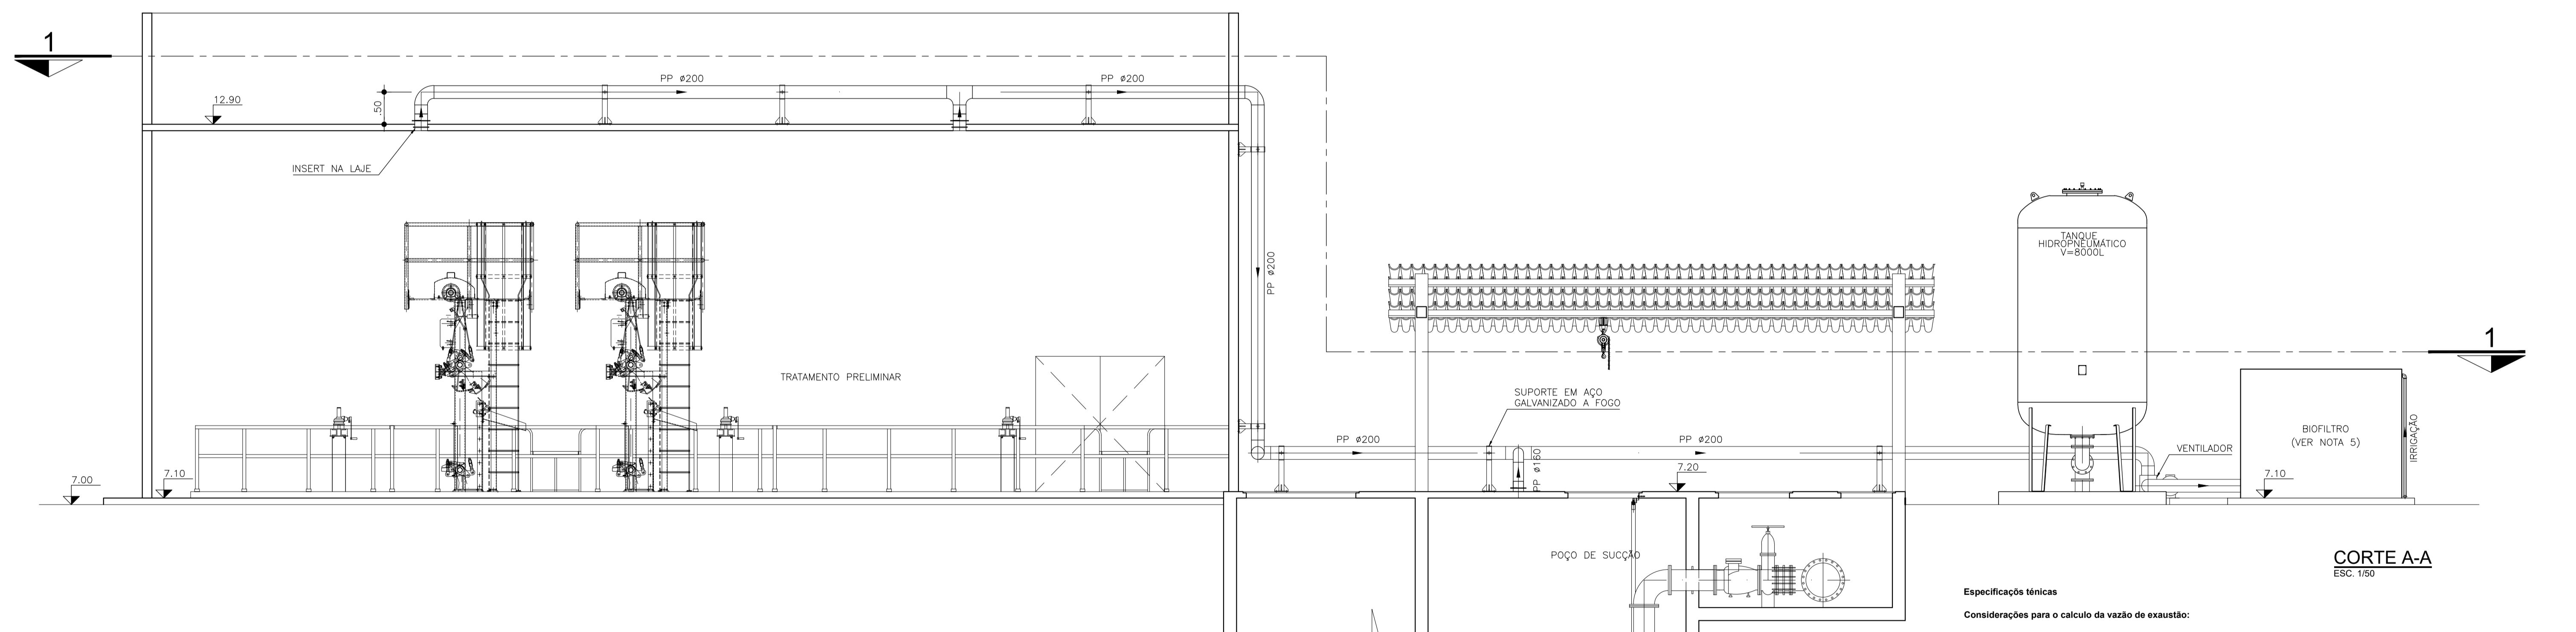 1
PP ø200
PP ø200
12.90
.50
INSERT NA LAJE
PP ø200
TANQUE
HIDROPNEUMÁTICO
V=8000L
1
TRATAMENTO PRELIMINAR
SUPORTE EM AÇO
GALVANIZADO A FOGO
IRRIGAÇÃO
BIOFILTRO
(VER NOTA 5)
PP ø200
PP ø200
VENTILADOR
PP ø160
7.20
7.10
7.10
7.00
POÇO DE SUCÇÃO
CORTE A-A
ESC. 1/50
Especificaçõs ténicas
Considerações para o calculo da vazão de exaustão: